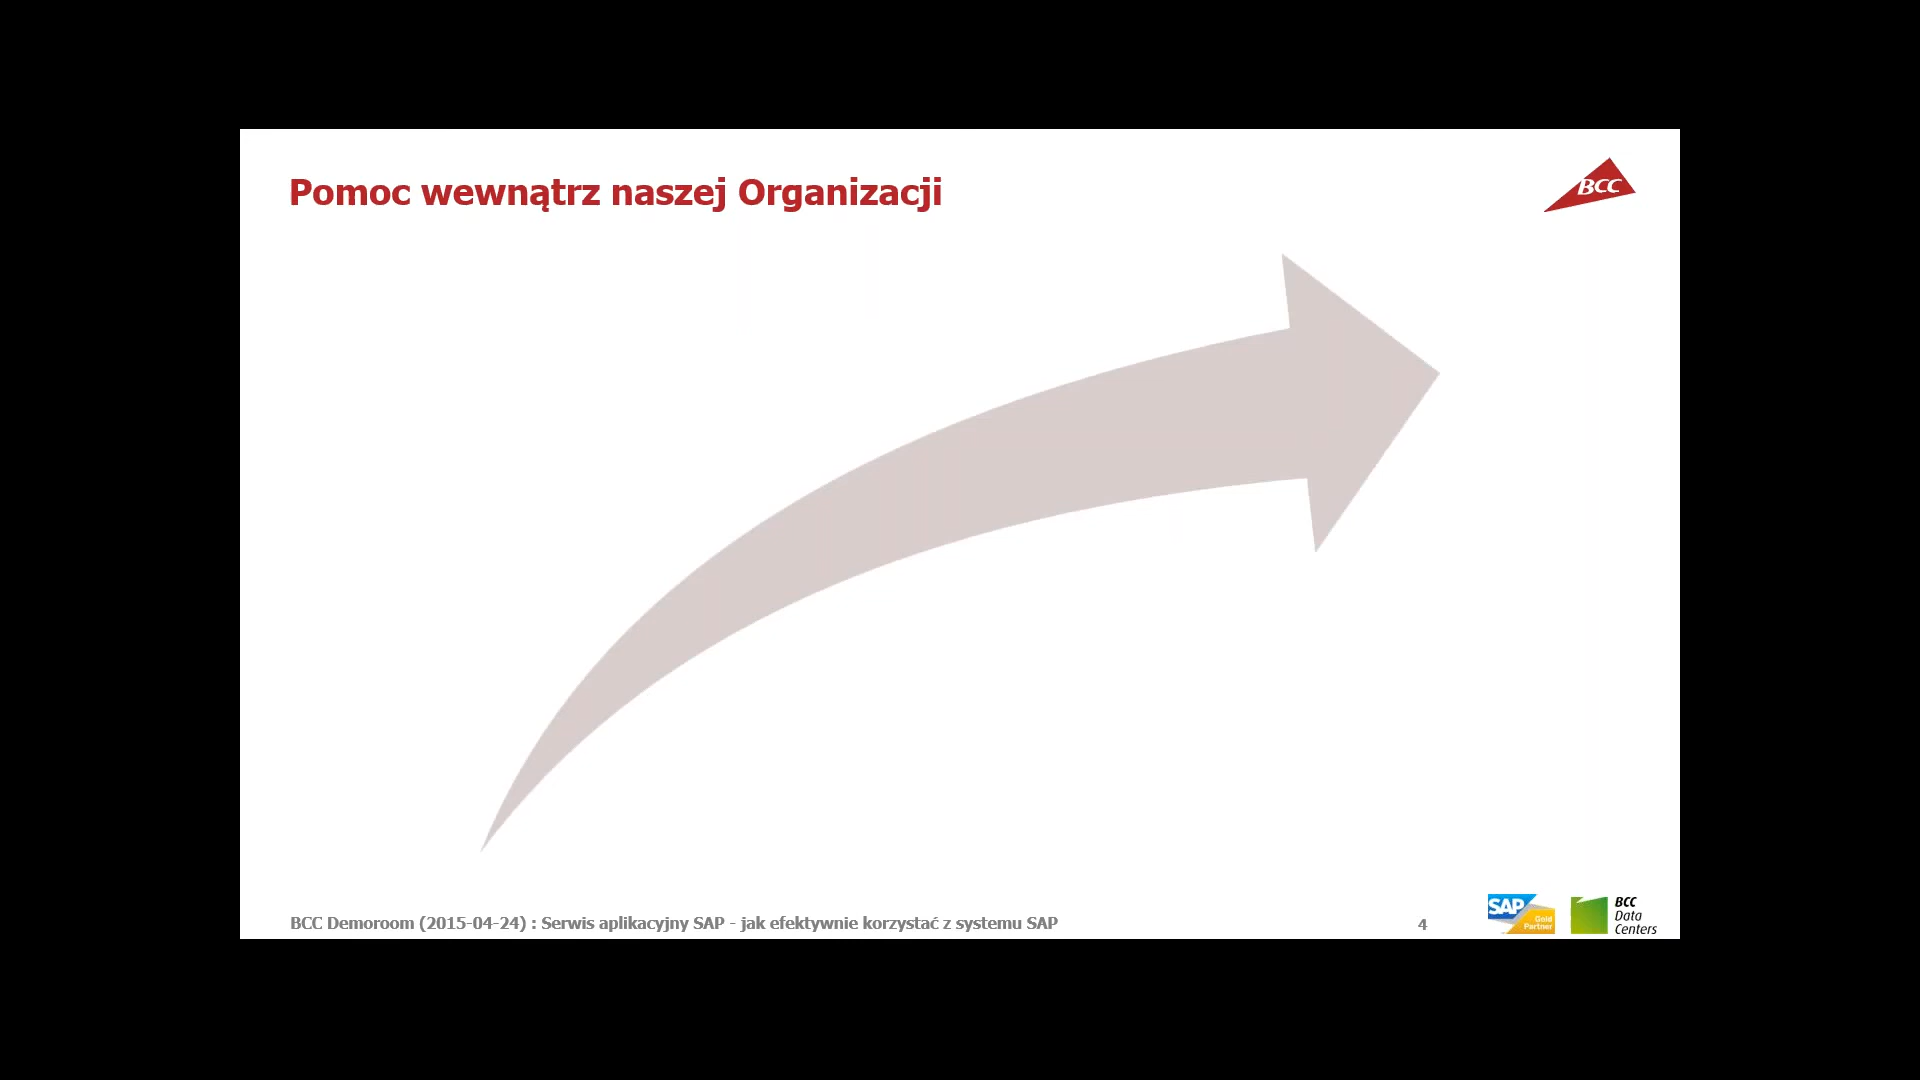 Pomoc wewnątrz naszej Organizacji
BCC
BCC Demoroom (2015-04-24) : Serwis aplikacyjny SAP - jak efektywnie korzystać z systemu SAP
4
SAP
Gold
Partner
BCC
Data
Centers